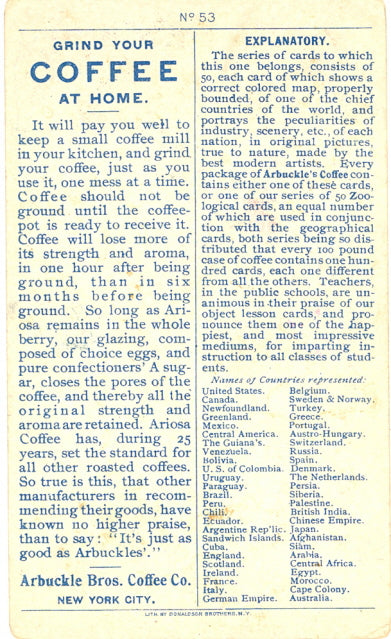 No 53
GRIND YOUR
COFFEE
AT HOME.
It will pay you well to
keep a small coffee mill
in your kitchen, and grind
your coffee, just as you
use it, one mess at a time.
Coffee should not be
ground until the coffee-
pot is ready to receive it.
Coffee will lose more of
its strength and aroma,
in one hour after being
ground, than in six
months before being
ground. So long as Ari-
osa remains in the whole
berry, our glazing, com-
posed of choice eggs, and
pure confectioners' A sug-
ar, closes the pores of the
coffee, and thereby all the
original strength and
aroma are retained. Ariosa
Coffee has, during 25
years, set the standard for
all other roasted coffees.
So true is this, that other
manufacturers in recom-
mending their goods, have
known no higher praise,
than to say: "It's just as
good as Arbuckles'."
Arbuckle Bros. Coffee Co.
NEW YORK CITY.
EXPLANATORY.
The series of cards to which
this one belongs, consists of
50, each card of which shows a
correct colored map, properly
bounded, of one of the chief
countries of the world, and
portrays the peculiarities of
industry, scenery, etc., of each
nation, in original pictures,
true to nature, made by the
best modern artists. Every
package of Arbuckle's Coffee con-
tains either one of these cards,
or one of our series of 50 Zoo-
logical cards, an equal number
of which are used in conjunc-
tion with the geographical
cards, both series being so dis-
tributed that every 100 pound
case of coffee contains one hun-
dred cards, each one different
from all the others. Teachers,
in the public schools, are un-
animous in their praise of our
object lesson cards, and pro-
nounce them one of the hap-
piest, and most impressive
mediums, for imparting in-
struction to all classes of stud-
ents.
Names of Countries represented:
United States.
Canada.
Newfoundland.
Greenland.
Mexico.
Central America.
The Guiana's.
Venezuela.
Bolivia.
U. S. of Colombia.
Uruguay.
Paraguay.
Brazil.
Peru.
Chili.
Ecuador.
Argentine Rep'lic.
Sandwich Islands.
Cuba.
England.
Scotland.
Ireland.
France.
Italy.
German Empire.
Belgium.
Sweden & Norway.
Turkey.
Greece.
Portugal.
Austro-Hungary.
Switzerland.
Russia.
Spain.
Denmark.
The Netherlands.
Persia.
Siberia.
Palestine.
British India.
Chinese Empire.
Japan.
Afghanistan.
Siam.
Arabia.
Central Africa.
Egypt.
Morocco.
Cape Colony.
Australia.
LITH. BY DONALDSON BROTHERS, N.Y.